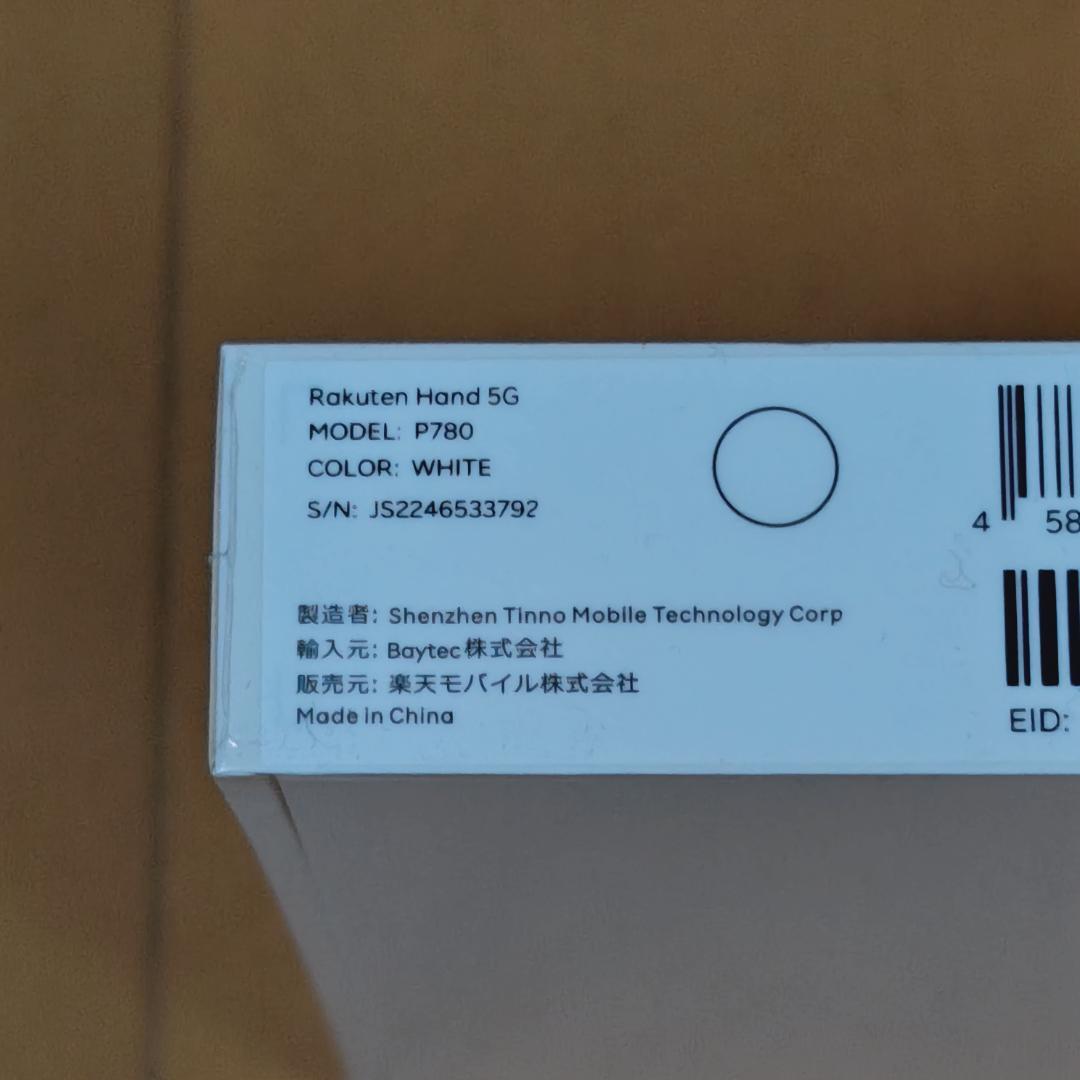 Rakuten Hand 5G
MODEL: P780
COLOR: WHITE
S/N: JS2246533792
4 58
製造者: Shenzhen Tinno Mobile Technology Corp
輸入元: Baytec株式会社
販売元: 楽天モバイル株式会社
Made in China
EID: